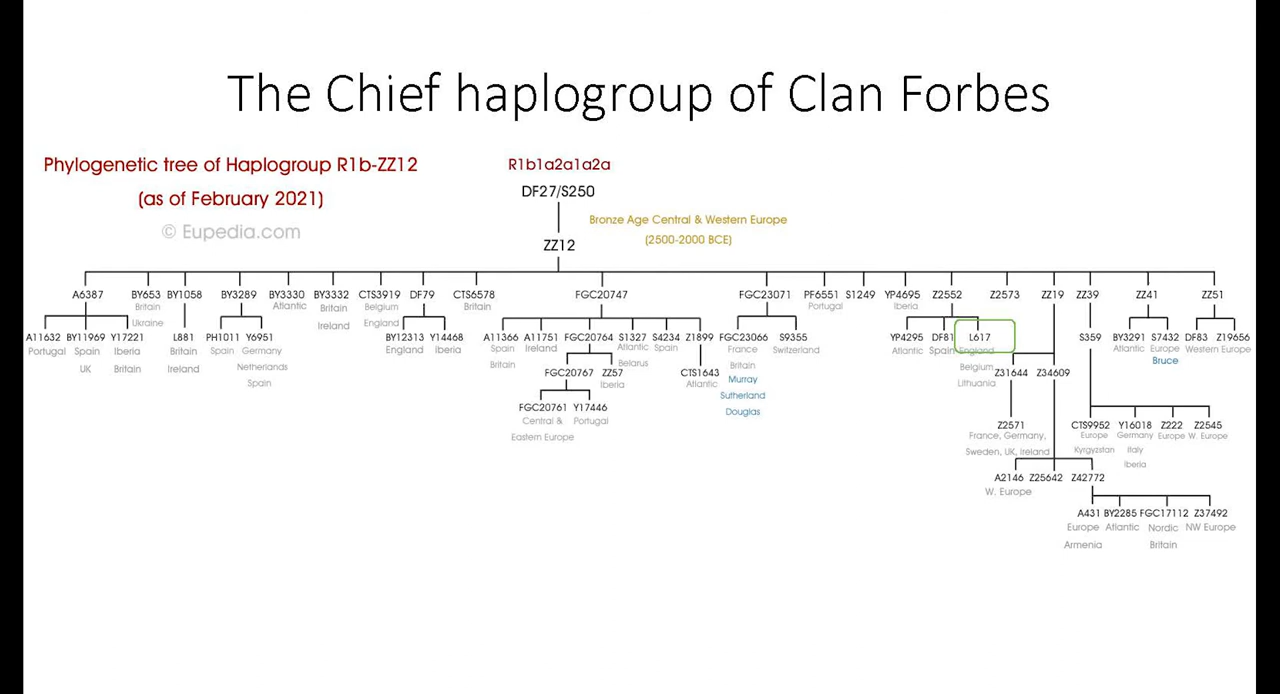 The Chief haplogroup of Clan Forbes
Phylogenetic tree of Haplogroup R1b-ZZ12
(as of February 2021)
© Eupedia.com
R1b1a2a1a2a
DF27/S250
Bronze Age Central & Western Europe
(2500-2000 BCE)
ZZ12
A6387 BY653 BY1058 BY3289 BY3330 BY3332 CTS3919 DF79 CTS6578 FGC20747 FGC23071 PF6551 S1249 YP4695 Z2552 Z2573 ZZ19 ZZ39 ZZ41 ZZ51
Britain Atlantic Britain Belgium Britain Portugal Iberia
Ukraine Ireland England
A11632 BY11969 Y17221 L881 PH1011 Y6951 BY12313 Y14468 A11366 A11751 FGC20764 S1327 S4234 Z1899 FGC23066 S9355 YP4295 DF81 L617 S359 BY3291 S7432 DF83 Z19656
Portugal Spain Iberia Britain Spain Germany England Iberia Spain Ireland Atlantic Spain France Switzerland Atlantic Spain England Atlantic Europe Western Europe
UK Britain Ireland Netherlands Britain Belarus Britain Belgium Bruce
Spain Lithuania
FGC20767 ZZ57 CTS1643 Z31644 Z34609
Iberia Atlantic
Murray
Sutherland
Douglas
FGC20761 Y17446
Central & Portugal
Eastern Europe
Z2571 CTS9952 Y16018 Z222 Z2545
France, Germany, Europe Germany Europe W. Europe
Sweden, UK, Ireland Kyrgyzstan Italy
Iberia
A2146 Z25642 Z42772
W. Europe
A431 BY2285 FGC17112 Z37492
Europe Atlantic Nordic NW Europe
Armenia Britain